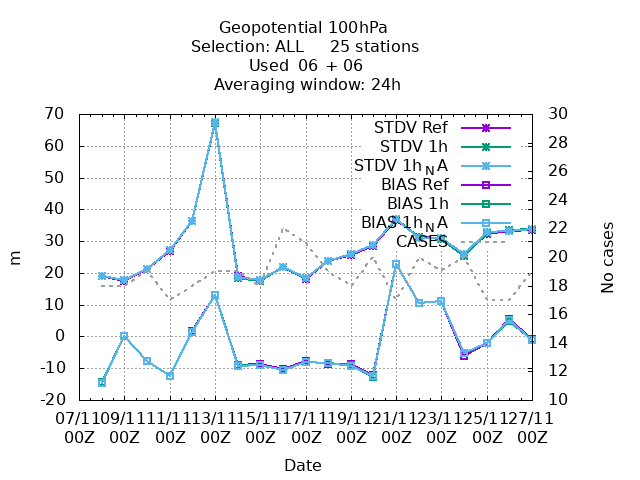 Geopotential 100hPa
Selection: ALL     25 stations
Used  06 + 06
Averaging window: 24h
70
60
50
40
30
20
10
0
-10
-20
m
30
28
26
24
22
20
18
16
14
12
10
No cases
STDV Ref
STDV 1h
STDV 1h_NA
BIAS Ref
BIAS 1h
BIAS 1h_NA
CASES
07/11 09/11 11/11 13/11 15/11 17/11 19/11 21/11 23/11 25/11 27/11
00Z 00Z 00Z 00Z 00Z 00Z 00Z 00Z 00Z 00Z 00Z
Date